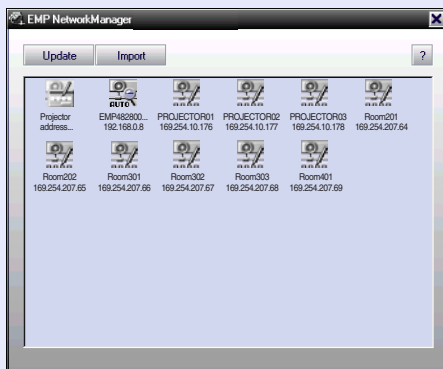 EMP NetworkManager
Update Import ?
AUTO
Projector EMP482800... PROJECTOR01 PROJECTOR02 PROJECTOR03 Room201
address... 192.168.0.8 169.254.10.176 169.254.10.177 169.254.10.178 169.254.207.64
Room202 Room301 Room302 Room303 Room401
169.254.207.65 169.254.207.66 169.254.207.67 169.254.207.68 169.254.207.69